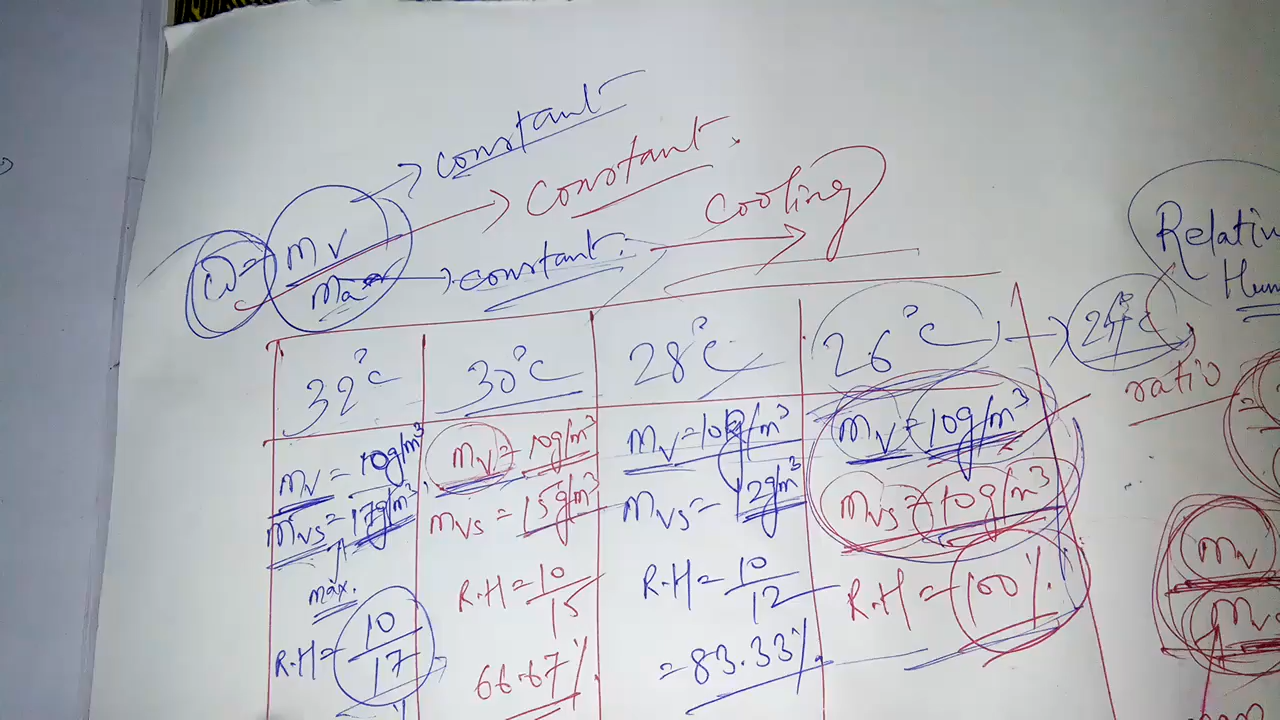 constant
constant.
cooling
ω = mv
ma
constant.
Relativ
Hum
32°c
30°c
28°c
26°c
24°c
ratio
mv = 10g/m³
mvs = 17g/m³
max.
R.H = 10
17
mv = 10g/m³
mvs = 15g/m³
R.H = 10
15
66.67%
mv = 10g/m³
mvs = 12g/m³
R.H = 10
12
= 83.33%.
mv = 10g/m³
mvs = 10g/m³
R.H = 100%.
=
mv
mvs